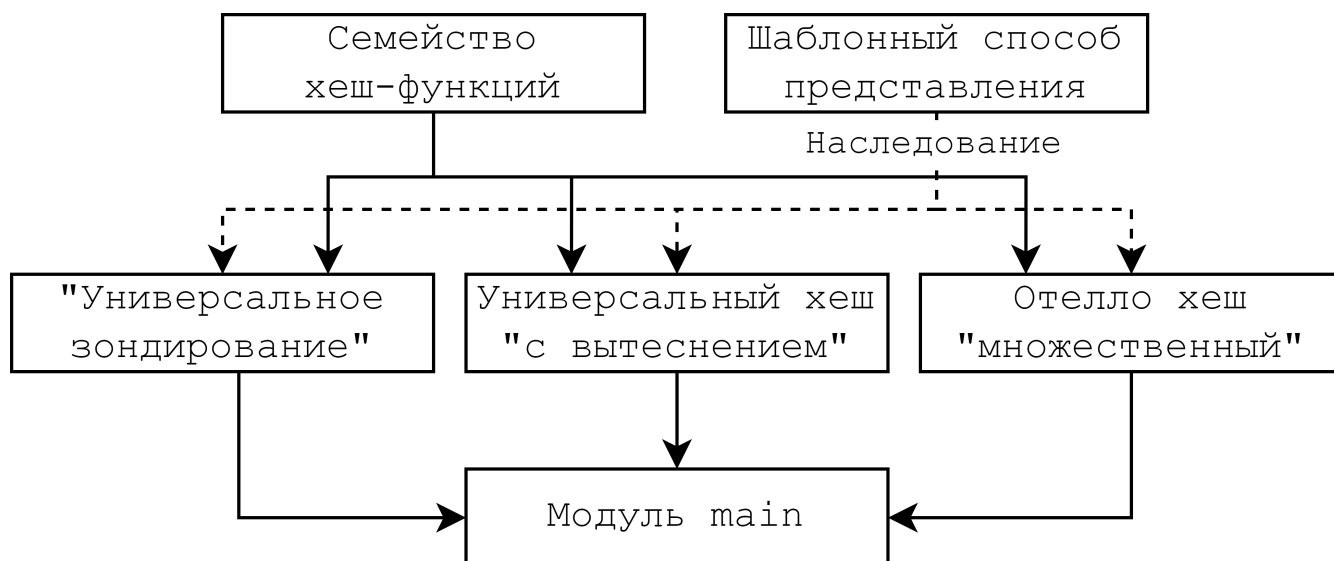 Семейство
хеш-функций
Шаблонный способ
представления
Наследование
"Универсальное
зондирование"
Универсальный хеш
"с вытеснением"
Отелло хеш
"множественный"
Модуль main